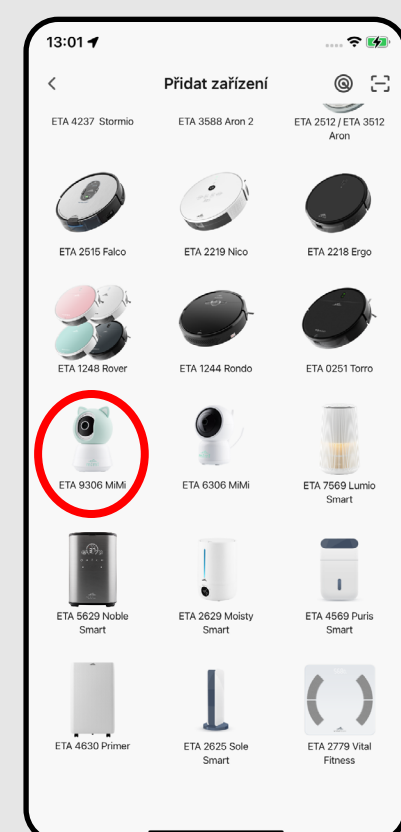 13:01
Přidat zařízení
ETA 4237 Stormio
ETA 3588 Aron 2
ETA 2512 / ETA 3512
Aron
ETA 2515 Falco
ETA 2219 Nico
ETA 2218 Ergo
ETA 1248 Rover
ETA 1244 Rondo
ETA 0251 Torro
ETA 9306 MiMi
ETA 6306 MiMi
ETA 7569 Lumio
Smart
ETA 5629 Noble
Smart
ETA 2629 Moisty
Smart
ETA 4569 Puris
Smart
ETA 4630 Primer
ETA 2625 Sole
Smart
ETA 2779 Vital
Fitness